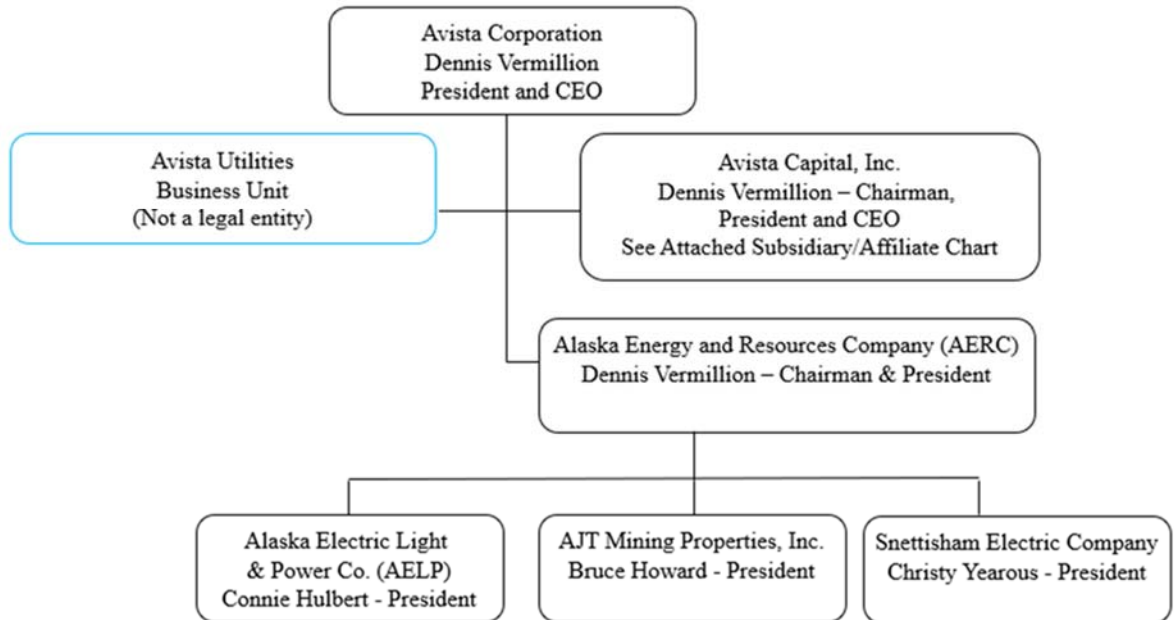 Avista Corporation
Dennis Vermillion
President and CEO
Avista Utilities
Business Unit
(Not a legal entity)
Avista Capital, Inc.
Dennis Vermillion – Chairman,
President and CEO
See Attached Subsidiary/Affiliate Chart
Alaska Energy and Resources Company (AERC)
Dennis Vermillion – Chairman & President
Alaska Electric Light
& Power Co. (AELP)
Connie Hulbert - President
AJT Mining Properties, Inc.
Bruce Howard - President
Snettisham Electric Company
Christy Yearous - President